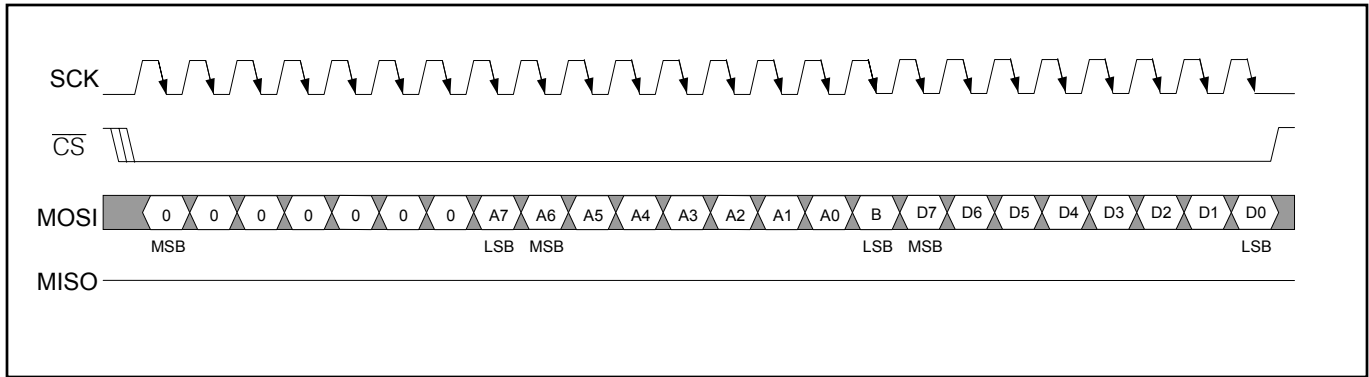 SCK
CS
MOSI 0 0 0 0 0 0 0 A7 A6 A5 A4 A3 A2 A1 A0 B D7 D6 D5 D4 D3 D2 D1 D0
MSB LSB MSB LSB MSB LSB
MISO